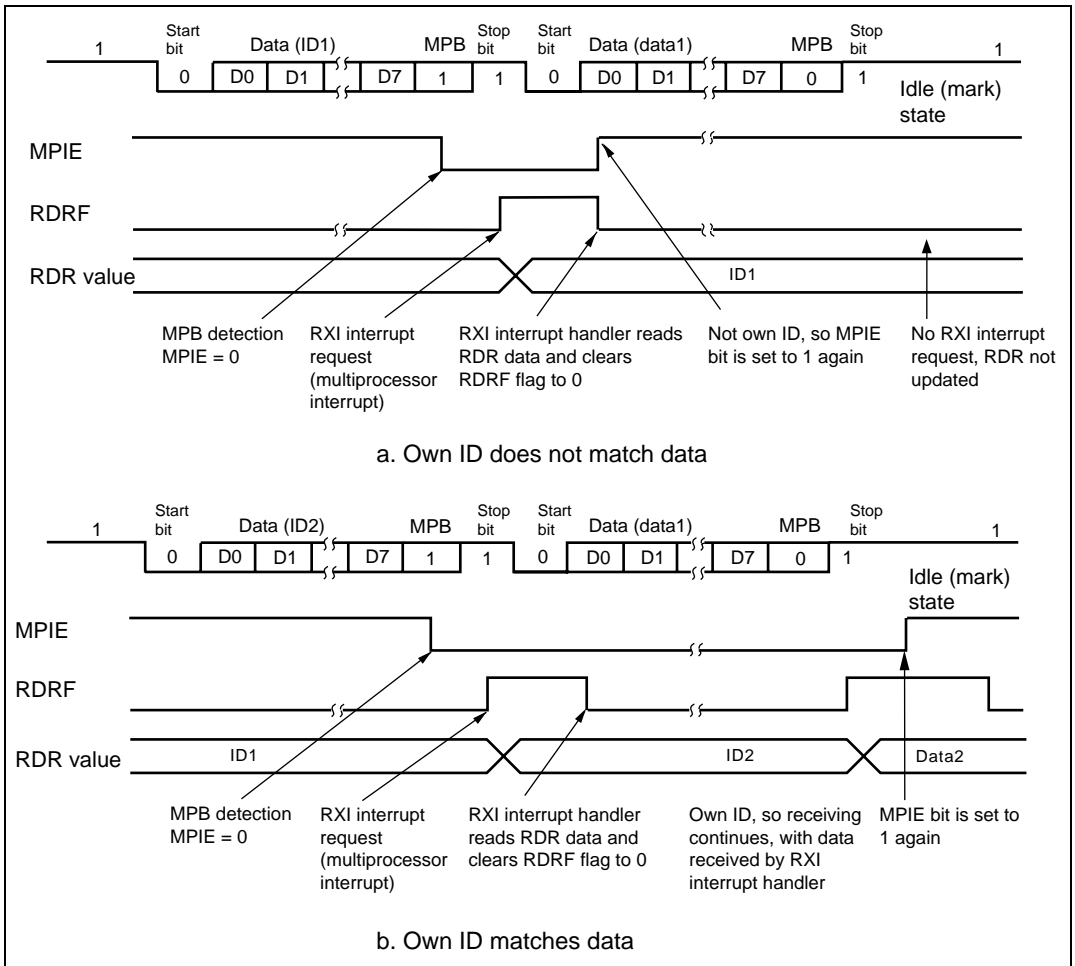 1
Start
bit
Data (ID1)
MPB
Stop
bit
Start
bit
Data (data1)
MPB
Stop
bit
1
0 D0 D1 D7 1 1 0 D0 D1 D7 0 1
Idle (mark)
state
MPIE
RDRF
RDR value
ID1
MPB detection
MPIE = 0
RXI interrupt
request
(multiprocessor
interrupt)
RXI interrupt handler reads
RDR data and clears
RDRF flag to 0
Not own ID, so MPIE
bit is set to 1 again
No RXI interrupt
request, RDR not
updated
a. Own ID does not match data
1
Start
bit
Data (ID2)
MPB
Stop
bit
Start
bit
Data (data1)
MPB
Stop
bit
1
0 D0 D1 D7 1 1 0 D0 D1 D7 0 1
Idle (mark)
state
MPIE
RDRF
RDR value
ID1
ID2
Data2
MPB detection
MPIE = 0
RXI interrupt
request
(multiprocessor
interrupt)
RXI interrupt handler
reads RDR data and
clears RDRF flag to 0
Own ID, so receiving
continues, with data
received by RXI
interrupt handler
MPIE bit is set to
1 again
b. Own ID matches data